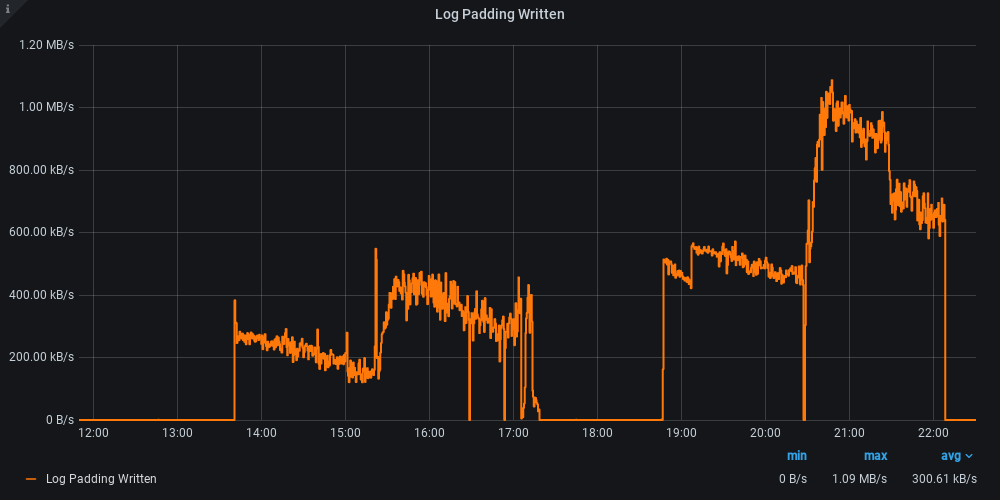 i
Log Padding Written
1.20 MB/s
1.00 MB/s
800.00 kB/s
600.00 kB/s
400.00 kB/s
200.00 kB/s
0 B/s
12:00 13:00 14:00 15:00 16:00 17:00 18:00 19:00 20:00 21:00 22:00
min max avg
Log Padding Written 0 B/s 1.09 MB/s 300.61 kB/s